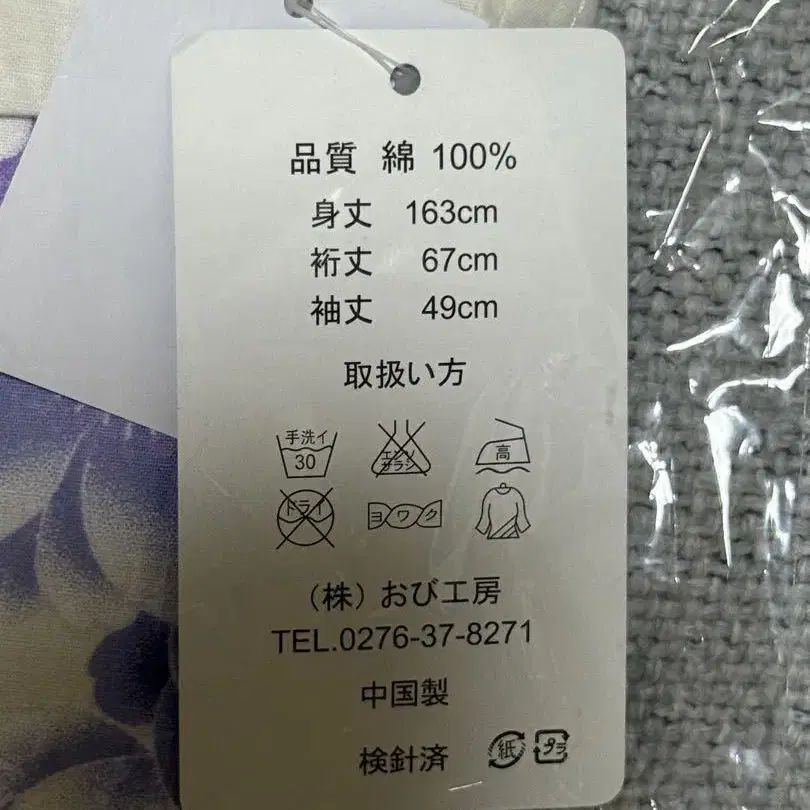 品質 綿 100%
身丈 163cm
裄丈 67cm
袖丈 49cm
取扱い方
手洗イ
30
エンソ
サラシ
高
ドライ
ヨワク
（株）おび工房
TEL.0276-37-8271
中国製
検針済 紙 プラ